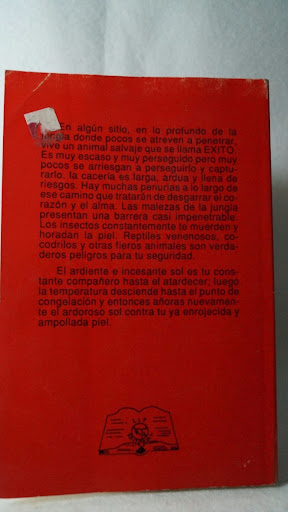 En algún sitio, en lo profundo de la
jungla donde pocos se atreven a penetrar,
vive un animal salvaje que se llama EXITO.
Es muy escaso y muy perseguido pero muy
pocos se arriesgan a perseguirlo y captu-
rarlo, la cacería es larga, ardua y llena de
riesgos. Hay muchas penurias a lo largo de
ese camino que tratarán de desgarrar el co-
razón y el alma. Las malezas de la jungla
presentan una barrera casi impenetrable.
Los insectos constantemente te muerden y
horadan la piel. Reptiles venenosos, co-
codrilos y otras fieros animales son verda-
deros peligros para tu seguridad.
El ardiente e incesante sol es tu cons-
tante compañero hasta el atardecer; luego
la temperatura desciende hasta el punto de
congelación y entonces añoras nuevamen-
te el ardoroso sol contra tu ya enrojecida y
ampollada piel.